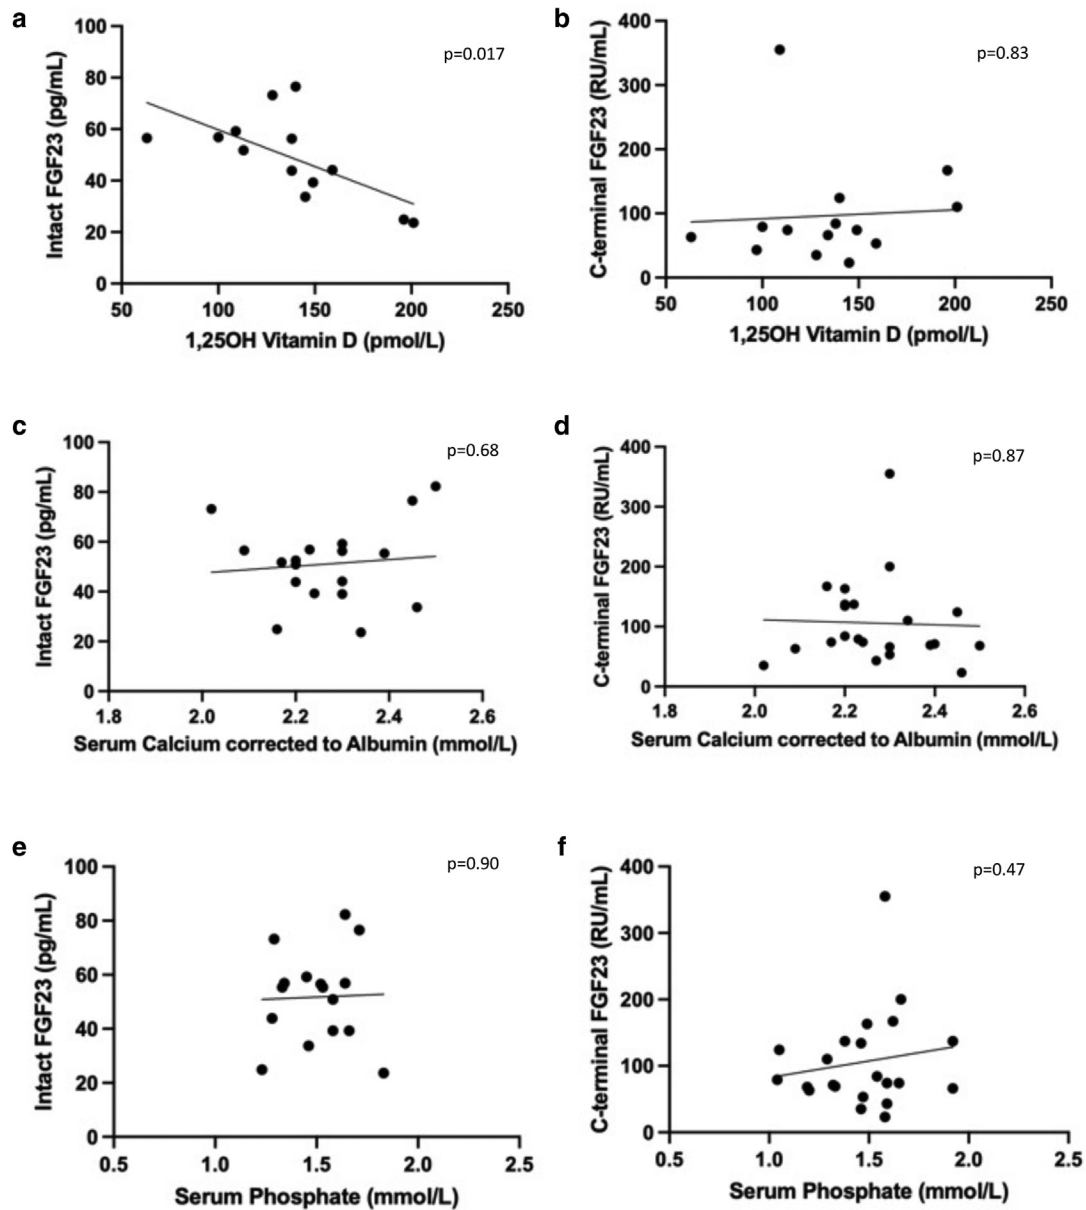 a
100
80
60
40
20
0
Intact FGF23 (pg/mL)
p=0.017
50 100 150 200 250
1,25OH Vitamin D (pmol/L)
b
400
300
200
100
0
C-terminal FGF23 (RU/mL)
p=0.83
50 100 150 200 250
1,25OH Vitamin D (pmol/L)
c
100
80
60
40
20
0
Intact FGF23 (pg/mL)
p=0.68
1.8 2.0 2.2 2.4 2.6
Serum Calcium corrected to Albumin (mmol/L)
d
400
300
200
100
0
C-terminal FGF23 (RU/mL)
p=0.87
1.8 2.0 2.2 2.4 2.6
Serum Calcium corrected to Albumin (mmol/L)
e
100
80
60
40
20
0
Intact FGF23 (pg/mL)
p=0.90
0.5 1.0 1.5 2.0 2.5
Serum Phosphate (mmol/L)
f
400
300
200
100
0
C-terminal FGF23 (RU/mL)
p=0.47
0.5 1.0 1.5 2.0 2.5
Serum Phosphate (mmol/L)